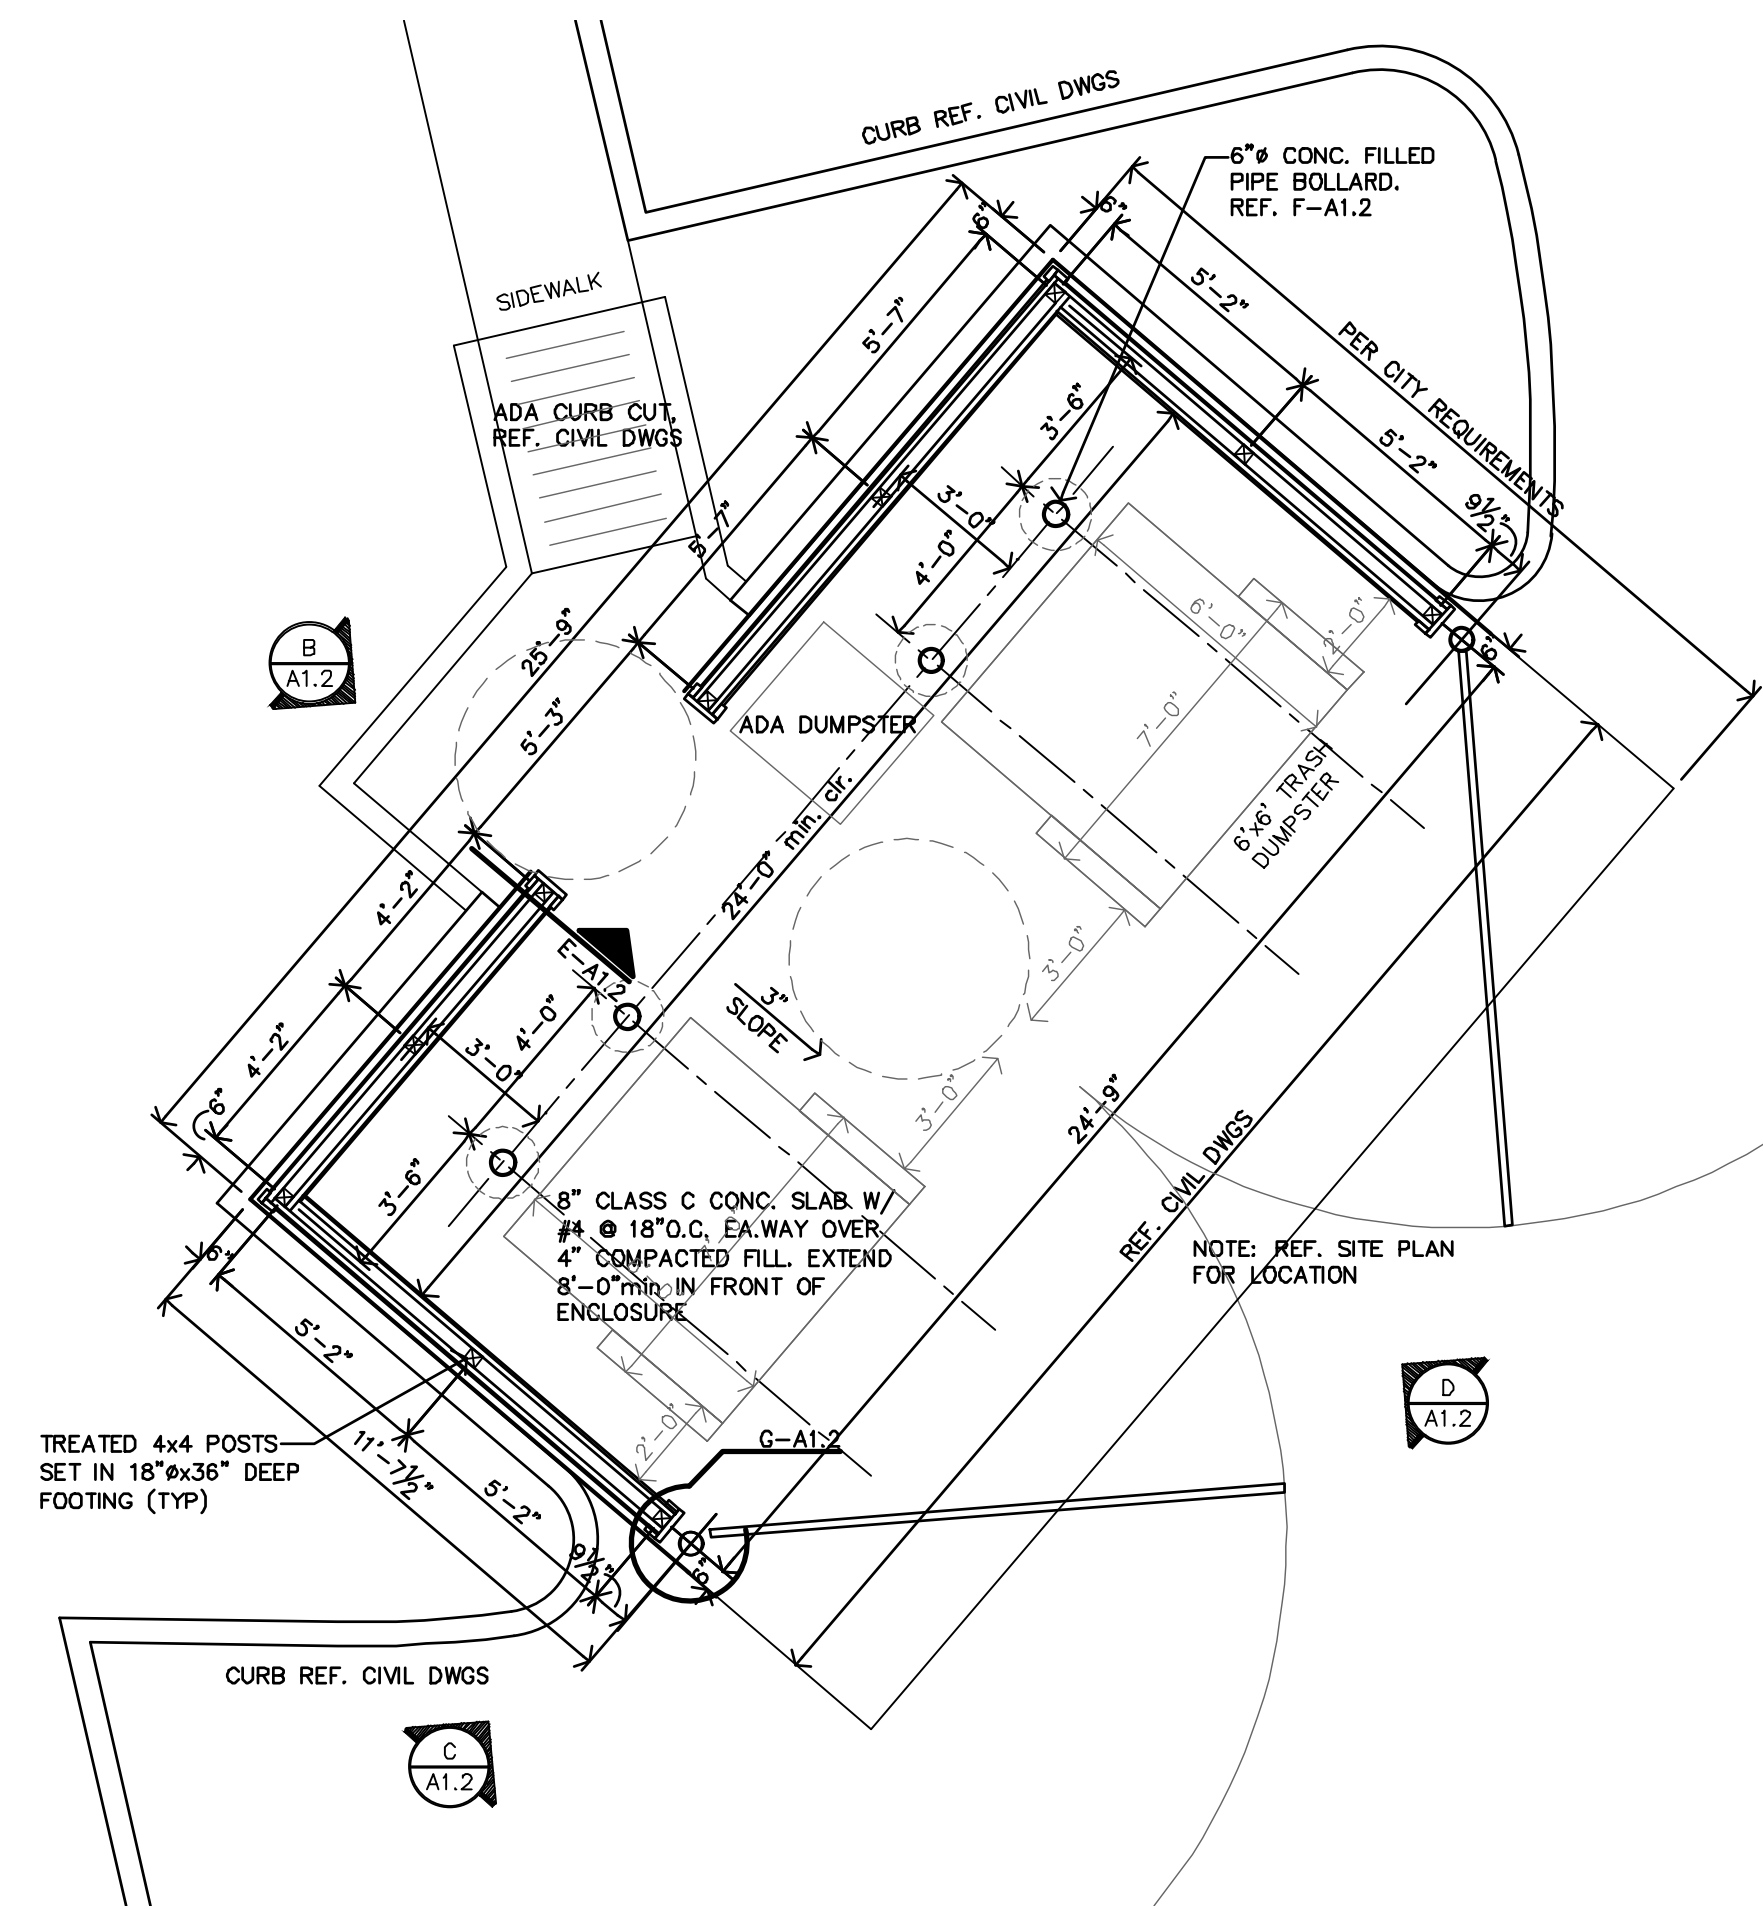 CURB REF. CIVIL DWGS
6"ø CONC. FILLED
PIPE BOLLARD.
REF. F-A1.2
6"
6"
5'-2"
PER CITY REQUIREMENTS
SIDEWALK
5'-7"
ADA CURB CUT,
REF. CIVIL DWGS
3'-6"
5'-2"
9½"
3'-0"
5'-7"
4'-0"
6'-0"
2'-0"
6"
25'-9"
B
A1.2
5'-3"
ADA DUMPSTER
7'-0"
6'x6' TRASH
DUMPSTER
24'-0" min. clr.
4'-2"
E-A1.2
3"
SLOPE
3'-0"
4'-0"
4'-2"
3'-0"
3'-0"
24'-9"
6"
3'-6"
REF. CIVIL DWGS
8" CLASS C CONC. SLAB W/
#4 @ 18"O.C. EA.WAY OVER
4" COMPACTED FILL. EXTEND
8'-0"min IN FRONT OF
ENCLOSURE
NOTE: REF. SITE PLAN
FOR LOCATION
6"
5'-2"
D
A1.2
2'-0"
G-A1.2
TREATED 4x4 POSTS
SET IN 18"øx36" DEEP
FOOTING (TYP)
11'-7½"
5'-2"
9½"
6"
CURB REF. CIVIL DWGS
C
A1.2